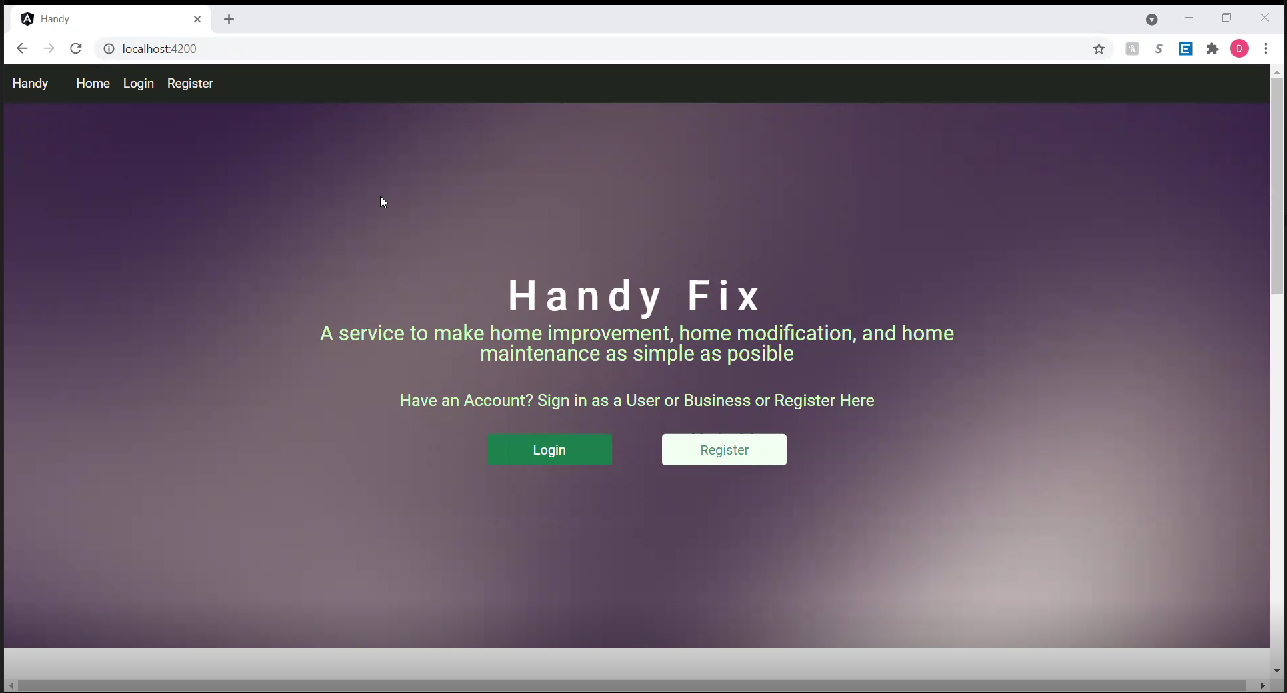 Handy
localhost:4200
D
Handy Home Login Register
Handy Fix
A service to make home improvement, home modification, and home
maintenance as simple as posible
Have an Account? Sign in as a User or Business or Register Here
Login Register